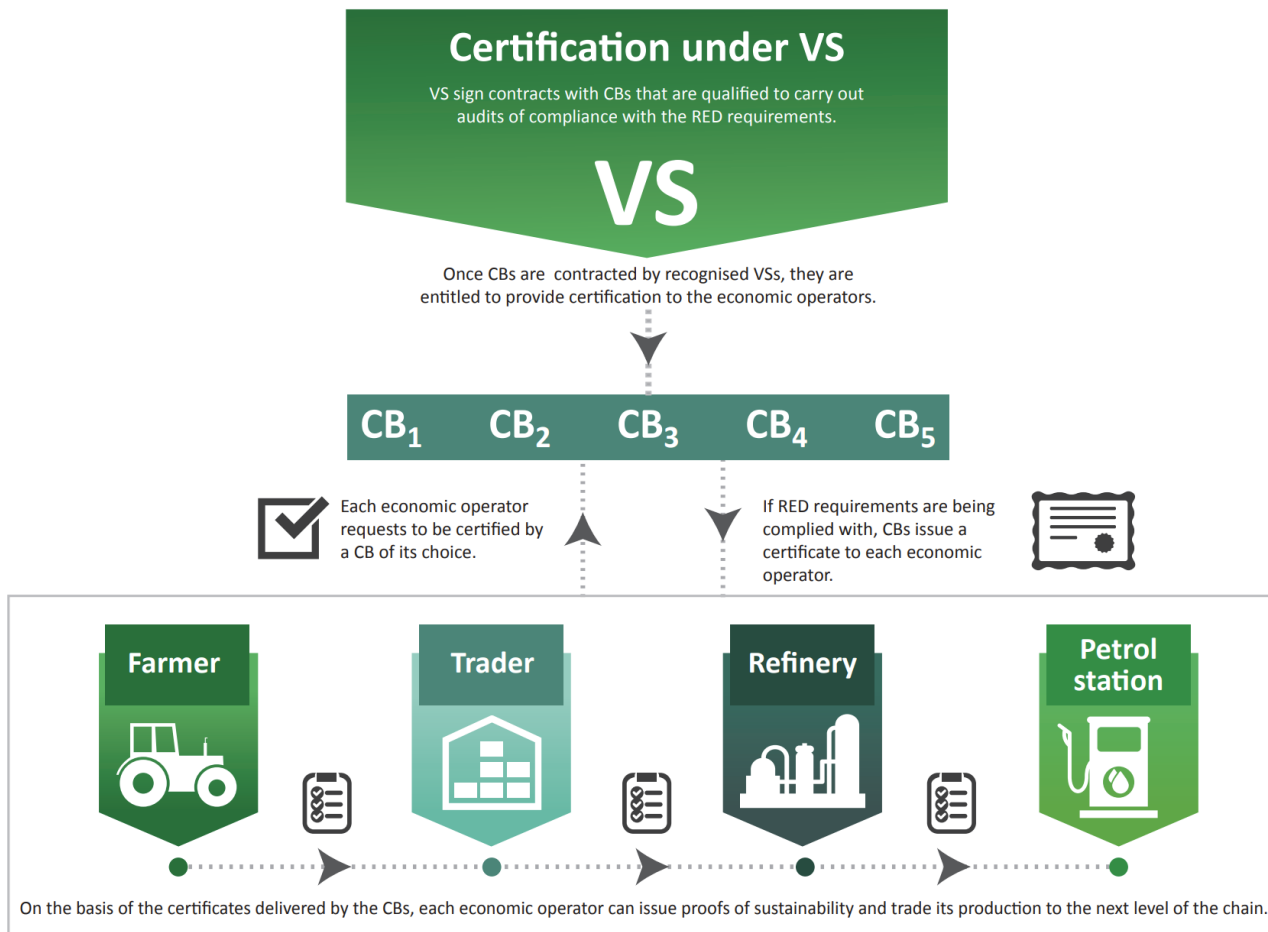 Certification under VS
VS sign contracts with CBs that are qualified to carry out
audits of compliance with the RED requirements.
VS
Once CBs are contracted by recognised VSs, they are
entitled to provide certification to the economic operators.
CB₁ CB₂ CB₃ CB₄ CB₅
Each economic operator
requests to be certified by
a CB of its choice.
If RED requirements are being
complied with, CBs issue a
certificate to each economic
operator.
Farmer
Trader
Refinery
Petrol
station
On the basis of the certificates delivered by the CBs, each economic operator can issue proofs of sustainability and trade its production to the next level of the chain.